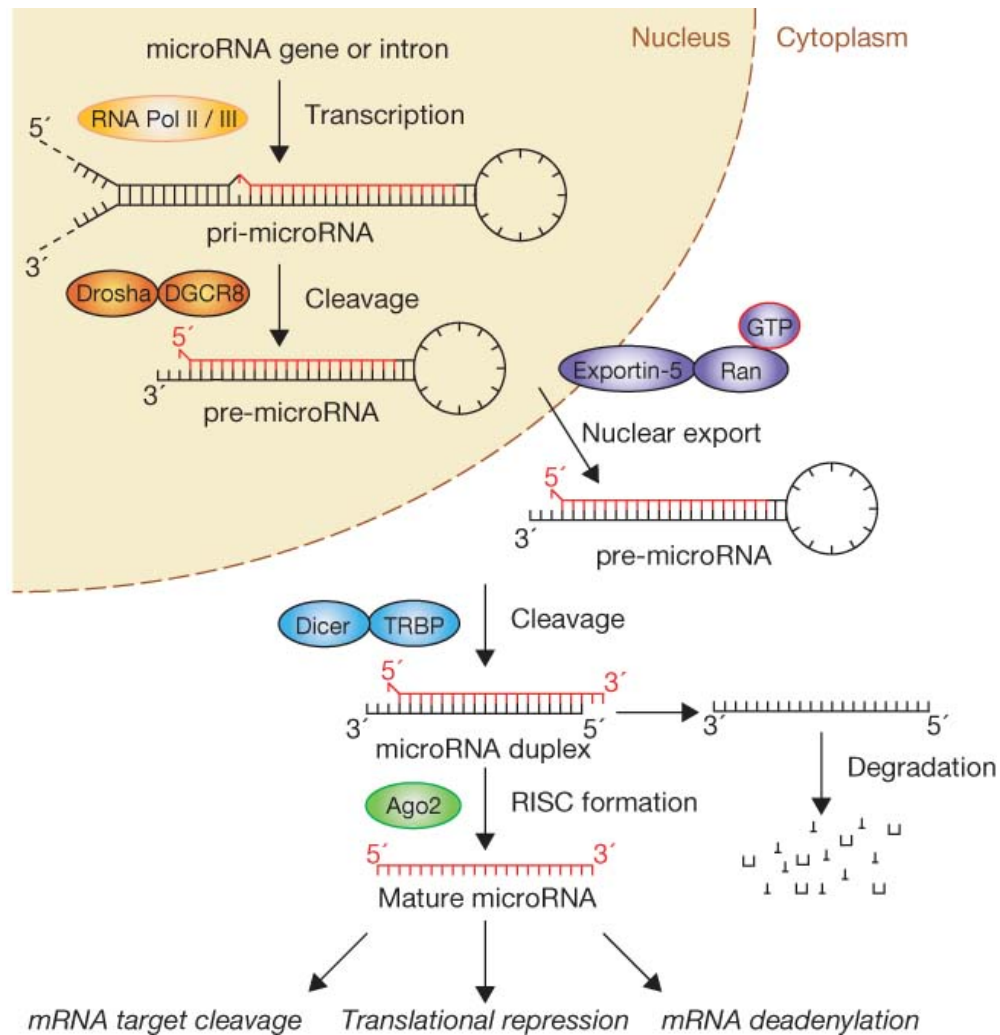 Nucleus
Cytoplasm
microRNA gene or intron
RNA Pol II / III
Transcription
5´
3´
pri-microRNA
Drosha
DGCR8
Cleavage
5´
3´
pre-microRNA
GTP
Exportin-5
Ran
Nuclear export
5´
3´
pre-microRNA
Dicer
TRBP
Cleavage
5´
3´
3´
5´
microRNA duplex
3´
5´
Degradation
Ago2
RISC formation
5´
3´
Mature microRNA
mRNA target cleavage
Translational repression
mRNA deadenylation